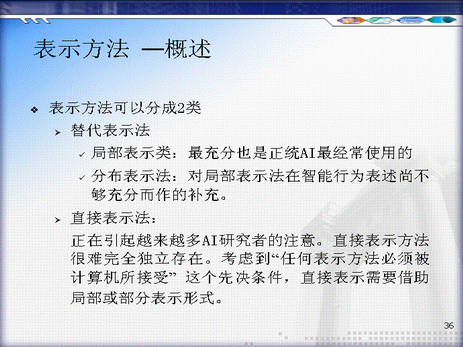 表示方法 —概述
表示方法可以分成2类
替代表示法
局部表示类：最充分也是正统AI最经常使用的
分布表示法：对局部表示法在智能行为表述尚不
够充分而作的补充。
直接表示法：
正在引起越来越多AI研究者的注意。直接表示方法
很难完全独立存在。考虑到“任何表示方法必须被
计算机所接受” 这个先决条件，直接表示需要借助
局部或部分表示形式。
36